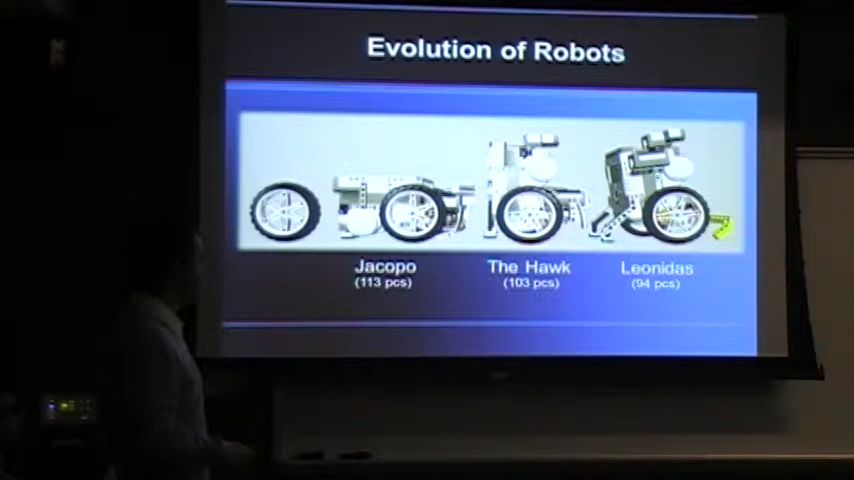 Evolution of Robots
Jacopo
(113 pcs)
The Hawk
(103 pcs)
Leonidas
(94 pcs)